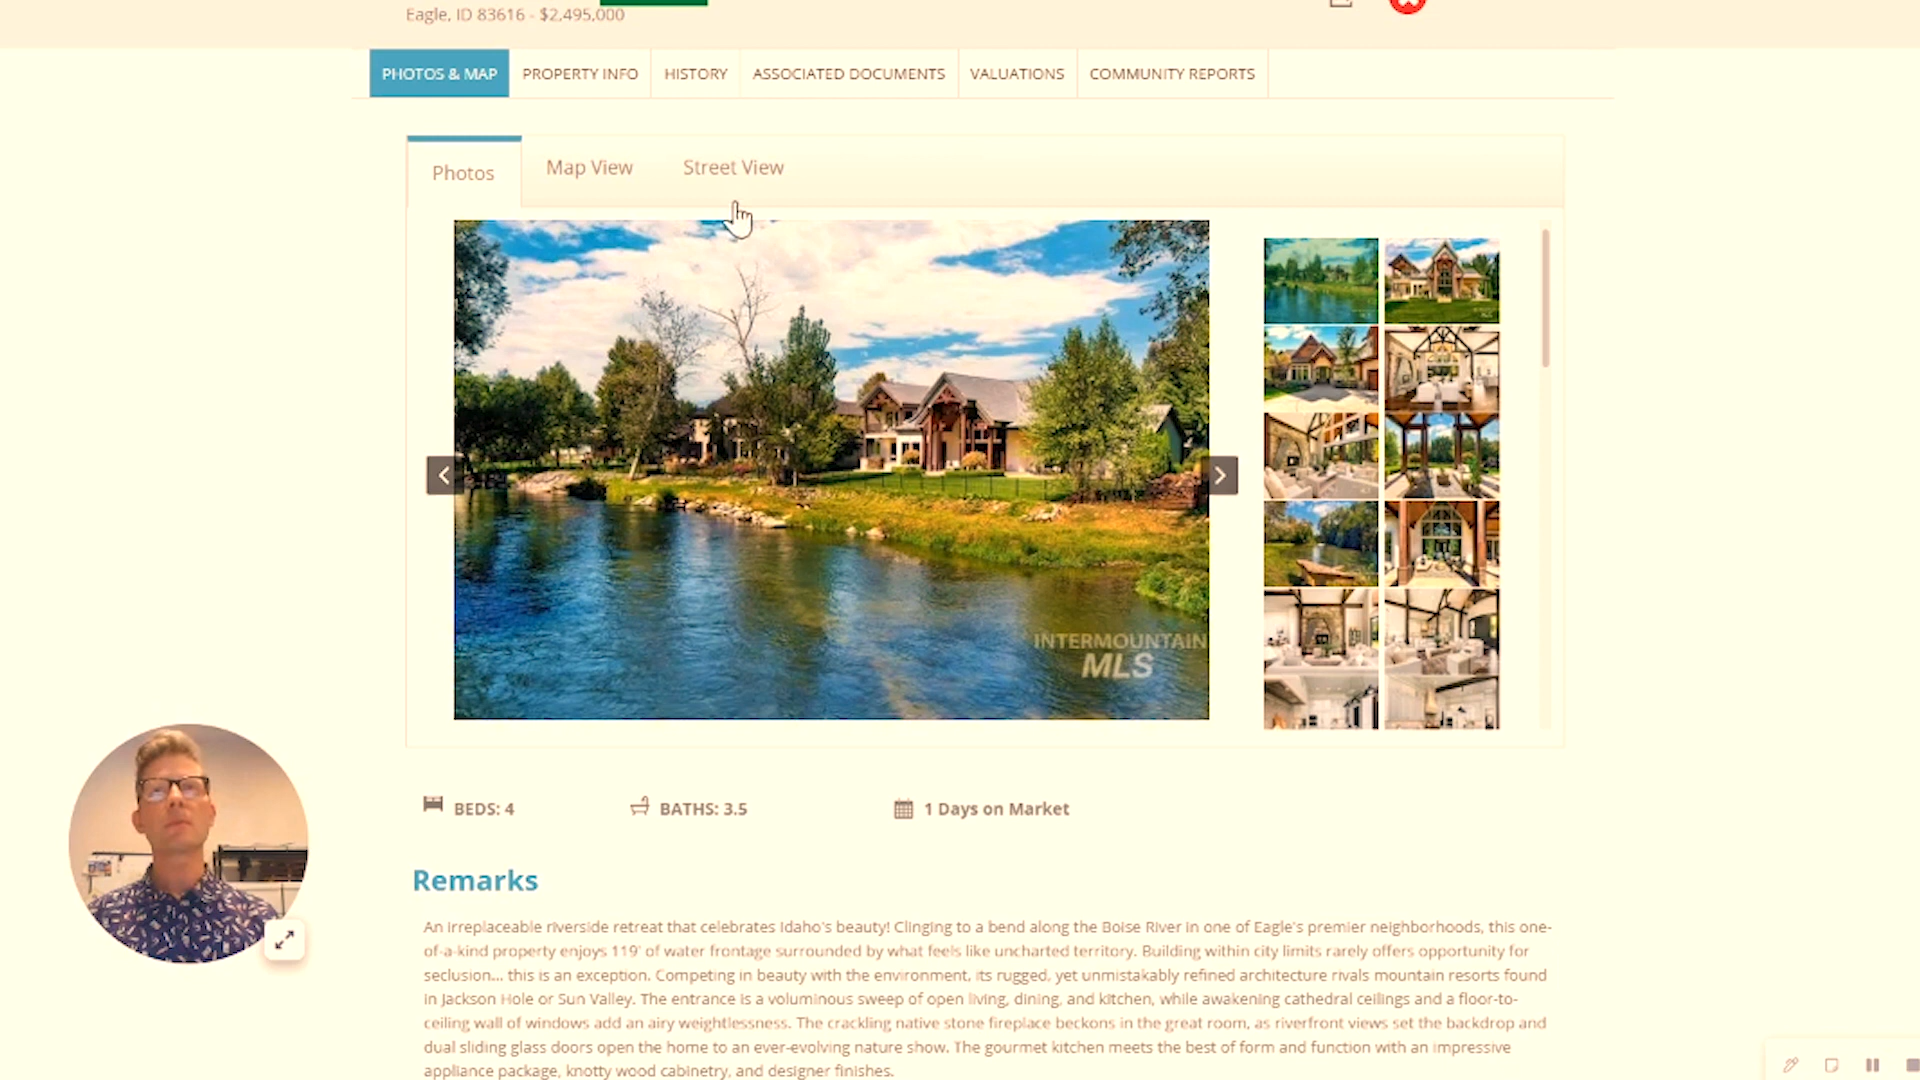 Eagle, ID 83616 - $2,495,000
PHOTOS & MAP
PROPERTY INFO
HISTORY
ASSOCIATED DOCUMENTS
VALUATIONS
COMMUNITY REPORTS
Photos
Map View
Street View
INTERMOUNTAIN
MLS
BEDS: 4
BATHS: 3.5
1 Days on Market
Remarks
An irreplaceable riverside retreat that celebrates Idaho's beauty! Clinging to a bend along the Boise River in one of Eagle's premier neighborhoods, this one-
of-a-kind property enjoys 119' of water frontage surrounded by what feels like uncharted territory. Building within city limits rarely offers opportunity for
seclusion... this is an exception. Competing in beauty with the environment, its rugged, yet unmistakably refined architecture rivals mountain resorts found
in Jackson Hole or Sun Valley. The entrance is a voluminous sweep of open living, dining, and kitchen, while awakening cathedral ceilings and a floor-to-
ceiling wall of windows add an airy weightlessness. The crackling native stone fireplace beckons in the great room, as riverfront views set the backdrop and
dual sliding glass doors open the home to an ever-evolving nature show. The gourmet kitchen meets the best of form and function with an impressive
appliance package, knotty wood cabinetry, and designer finishes.